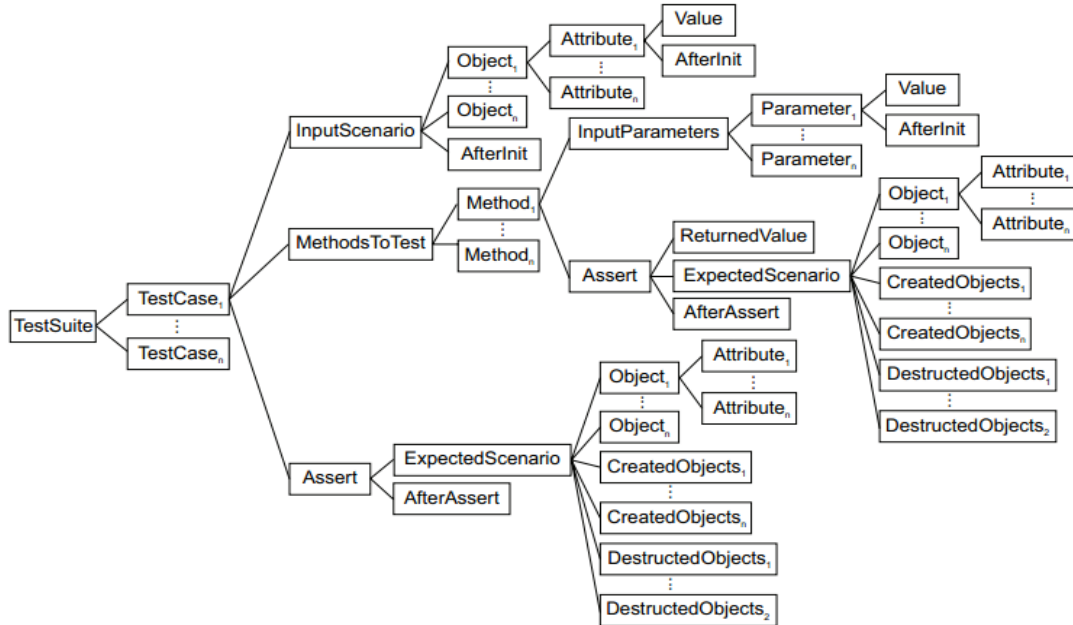 Value
Attribute₁
AfterInit
Object₁
⋮
⋮
Attributeₙ
Objectₙ
InputScenario
AfterInit
Value
Parameter₁
AfterInit
InputParameters
⋮
Parameterₙ
Method₁
MethodsToTest
⋮
Methodₙ
Attribute₁
Object₁
⋮
⋮
Attributeₙ
ReturnedValue
Objectₙ
Assert
ExpectedScenario
CreatedObjects₁
AfterAssert
⋮
CreatedObjectsₙ
DestructedObjects₁
⋮
DestructedObjects₂
TestCase₁
TestSuite
⋮
TestCaseₙ
Attribute₁
Object₁
⋮
⋮
Attributeₙ
Objectₙ
ExpectedScenario
CreatedObjects₁
Assert
⋮
AfterAssert
CreatedObjectsₙ
DestructedObjects₁
⋮
DestructedObjects₂